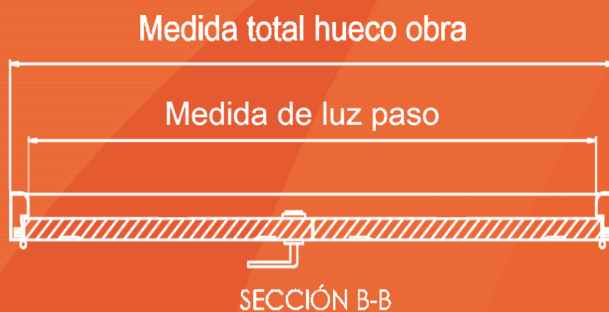 Medida total hueco obra
Medida de luz paso
SECCIÓN B-B